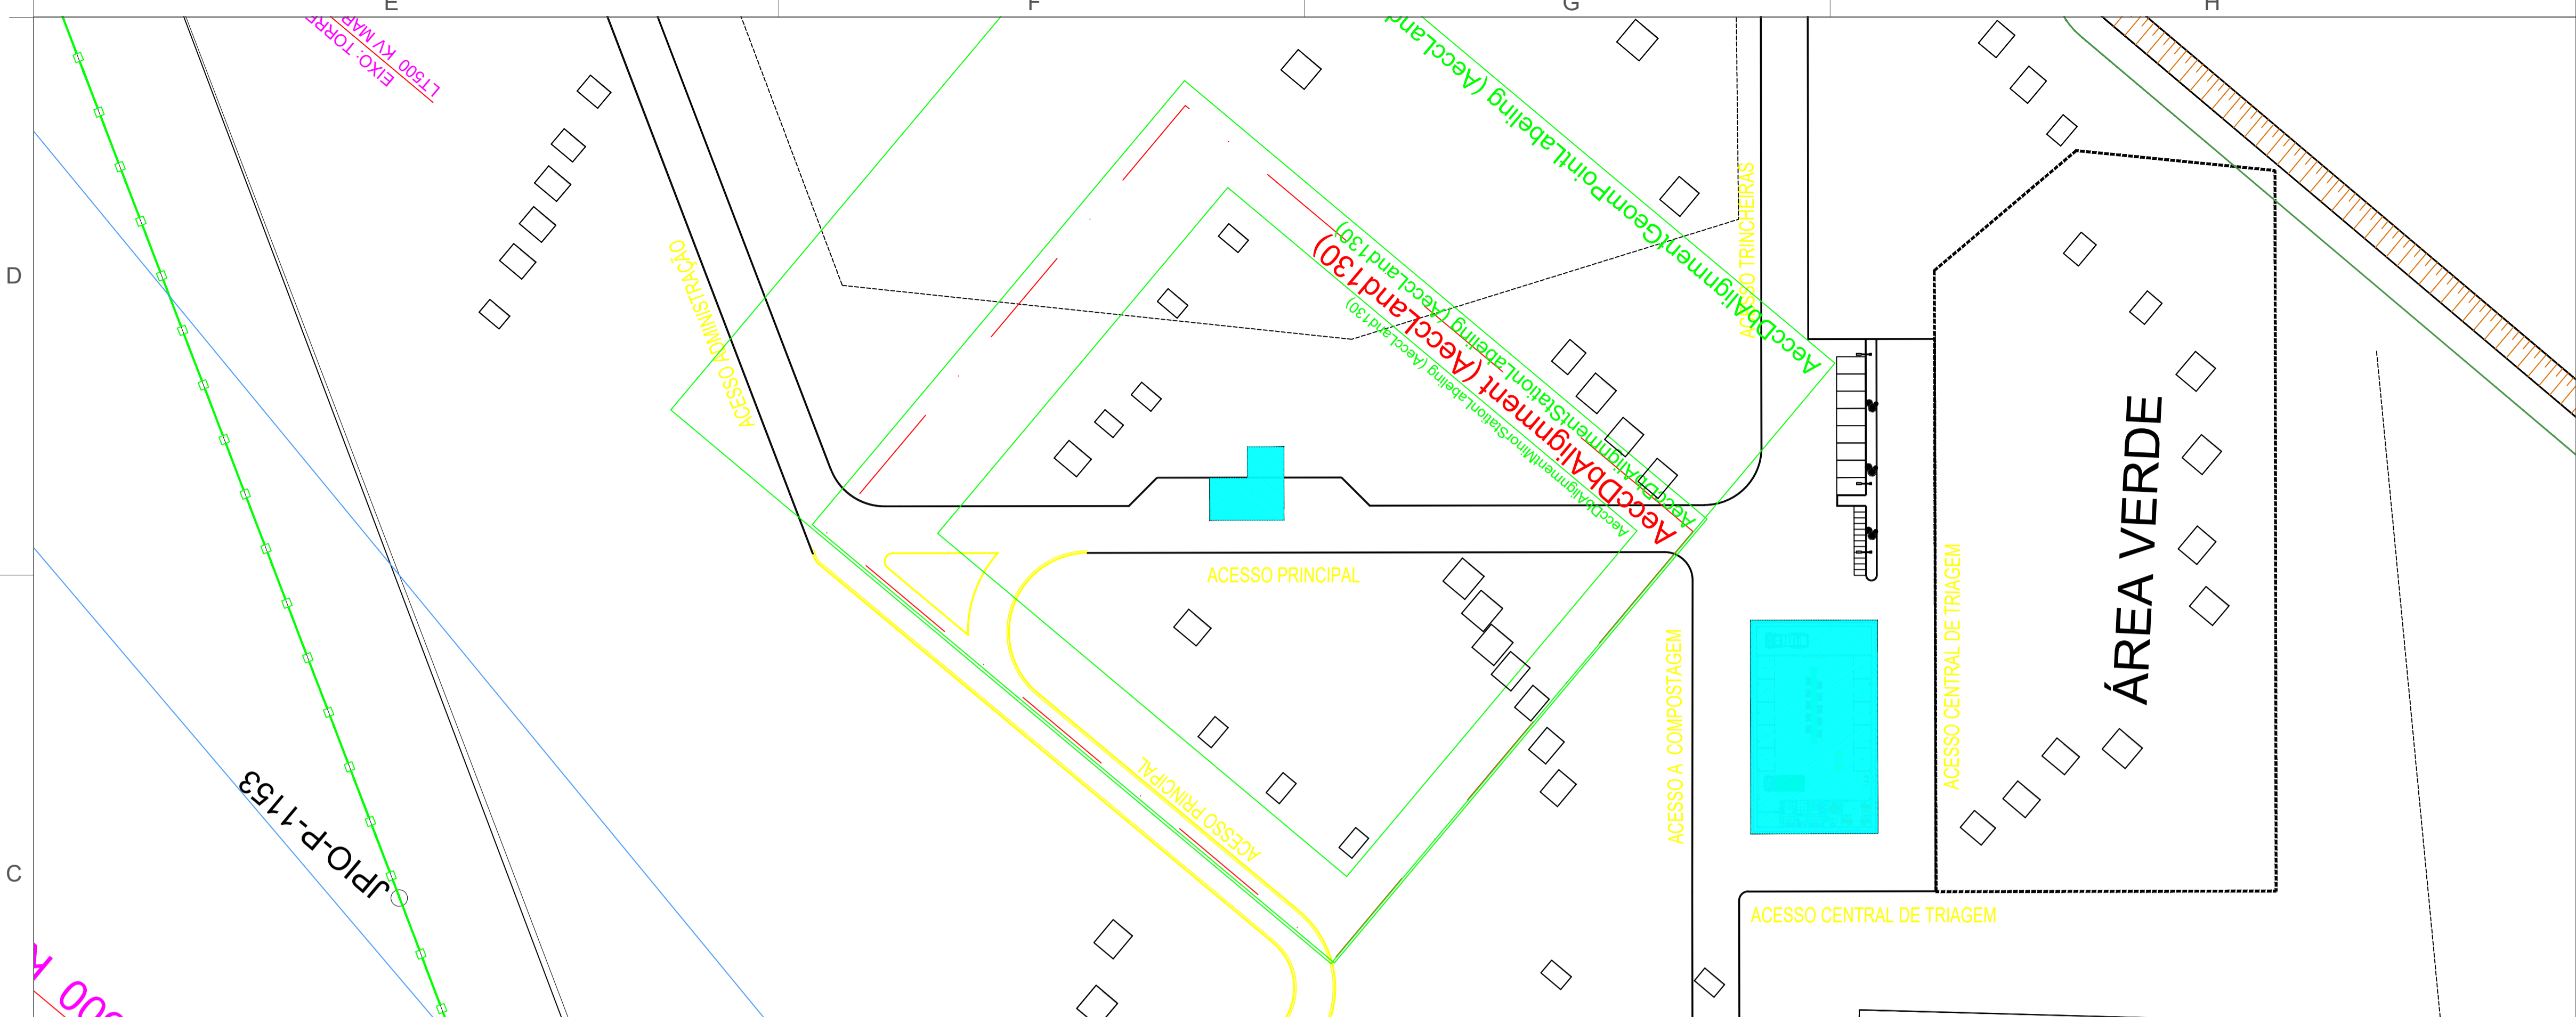 E
F
G
H
D
C
EIXO: TORRE
LT500 KV MAR
ACESSO ADMINISTRAÇÃO
AeccDbAlignmentGeomPointLabeling (AeccLand
ACESSO TRINCHEIRAS
AeccDbAlignmentStationLabeling (AeccLand130)
AeccDbAlignment (AeccLand130)
AeccDbAlignmentMinorStationLabeling (AeccLand130)
ÁREA VERDE
ACESSO PRINCIPAL
ACESSO A COMPOSTAGEM
ACESSO CENTRAL DE TRIAGEM
ACESSO PRINCIPAL
JPIO-P-1153
ACESSO CENTRAL DE TRIAGEM